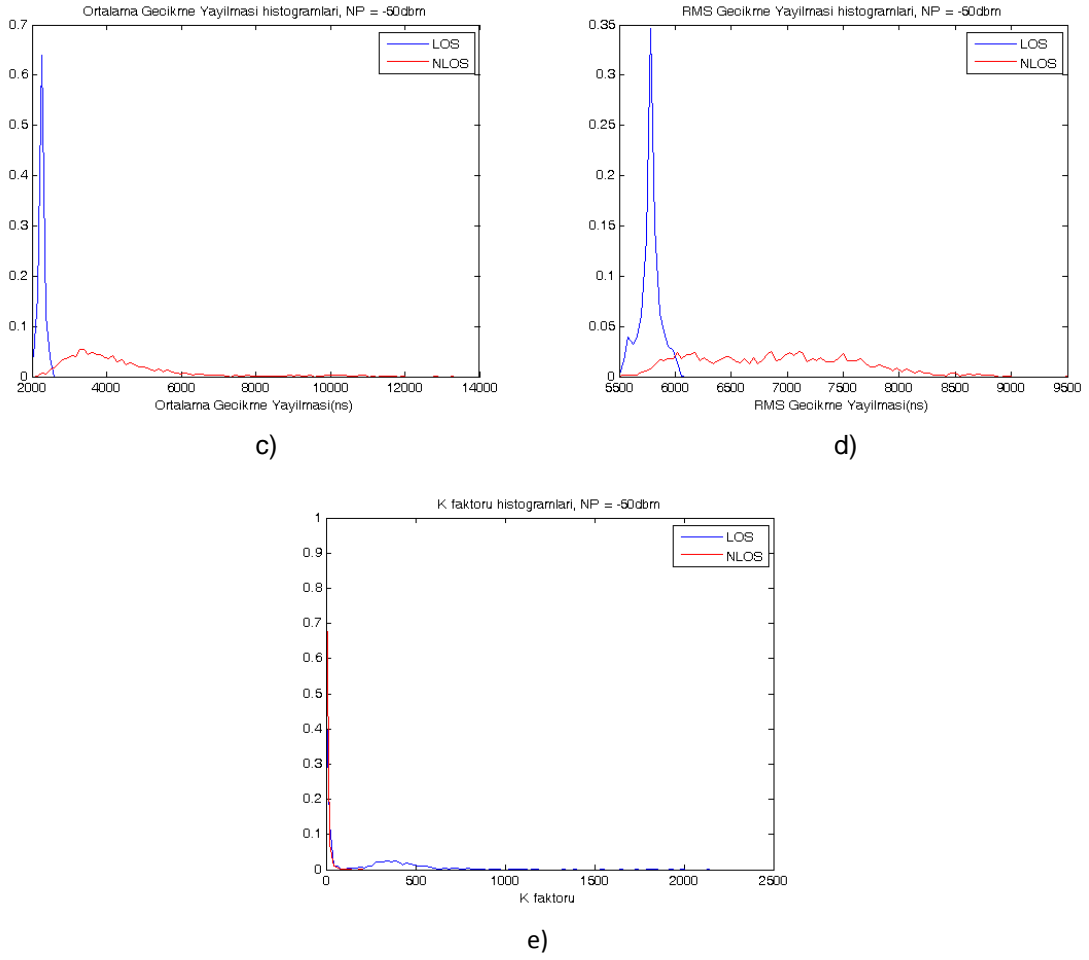 Ortalama Gecikme Yayilmasi histogramlari, NP = -50dbm
0.7
0.6
0.5
0.4
0.3
0.2
0.1
0
LOS
NLOS
2000 4000 6000 8000 10000 12000 14000
Ortalama Gecikme Yayilmasi(ns)
c)
RMS Gecikme Yayilmasi histogramlari, NP = -50dbm
0.35
0.3
0.25
0.2
0.15
0.1
0.05
0
LOS
NLOS
5500 6000 6500 7000 7500 8000 8500 9000 9500
RMS Gecikme Yayilmasi(ns)
d)
K faktoru histogramlari, NP = -50dbm
1
0.9
0.8
0.7
0.6
0.5
0.4
0.3
0.2
0.1
0
LOS
NLOS
0 500 1000 1500 2000 2500
K faktoru
e)